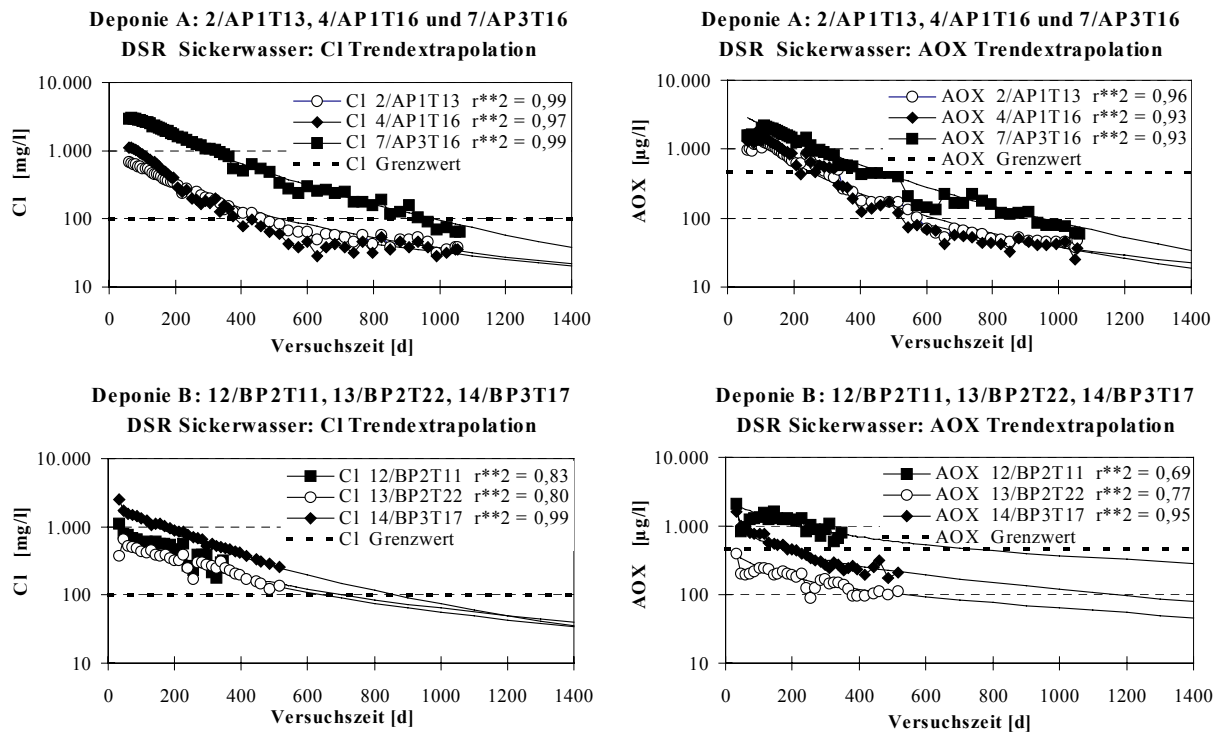 Deponie A: 2/AP1T13, 4/AP1T16 und 7/AP3T16
DSR Sickerwasser: Cl Trendextrapolation
10.000
1.000
100
10
Cl [mg/l]
Cl 2/AP1T13 r**2 = 0,99
Cl 4/AP1T16 r**2 = 0,97
Cl 7/AP3T16 r**2 = 0,99
Cl Grenzwert
0 200 400 600 800 1000 1200 1400
Versuchszeit [d]
Deponie A: 2/AP1T13, 4/AP1T16 und 7/AP3T16
DSR Sickerwasser: AOX Trendextrapolation
10.000
1.000
100
10
AOX [µg/l]
AOX 2/AP1T13 r**2 = 0,96
AOX 4/AP1T16 r**2 = 0,93
AOX 7/AP3T16 r**2 = 0,93
AOX Grenzwert
0 200 400 600 800 1000 1200 1400
Versuchszeit [d]
Deponie B: 12/BP2T11, 13/BP2T22, 14/BP3T17
DSR Sickerwasser: Cl Trendextrapolation
10.000
1.000
100
10
Cl [mg/l]
Cl 12/BP2T11 r**2 = 0,83
Cl 13/BP2T22 r**2 = 0,80
Cl 14/BP3T17 r**2 = 0,99
Cl Grenzwert
0 200 400 600 800 1000 1200 1400
Versuchszeit [d]
Deponie B: 12/BP2T11, 13/BP2T22, 14/BP3T17
DSR Sickerwasser: AOX Trendextrapolation
10.000
1.000
100
10
AOX [µg/l]
AOX 12/BP2T11 r**2 = 0,69
AOX 13/BP2T22 r**2 = 0,77
AOX 14/BP3T17 r**2 = 0,95
AOX Grenzwert
0 200 400 600 800 1000 1200 1400
Versuchszeit [d]